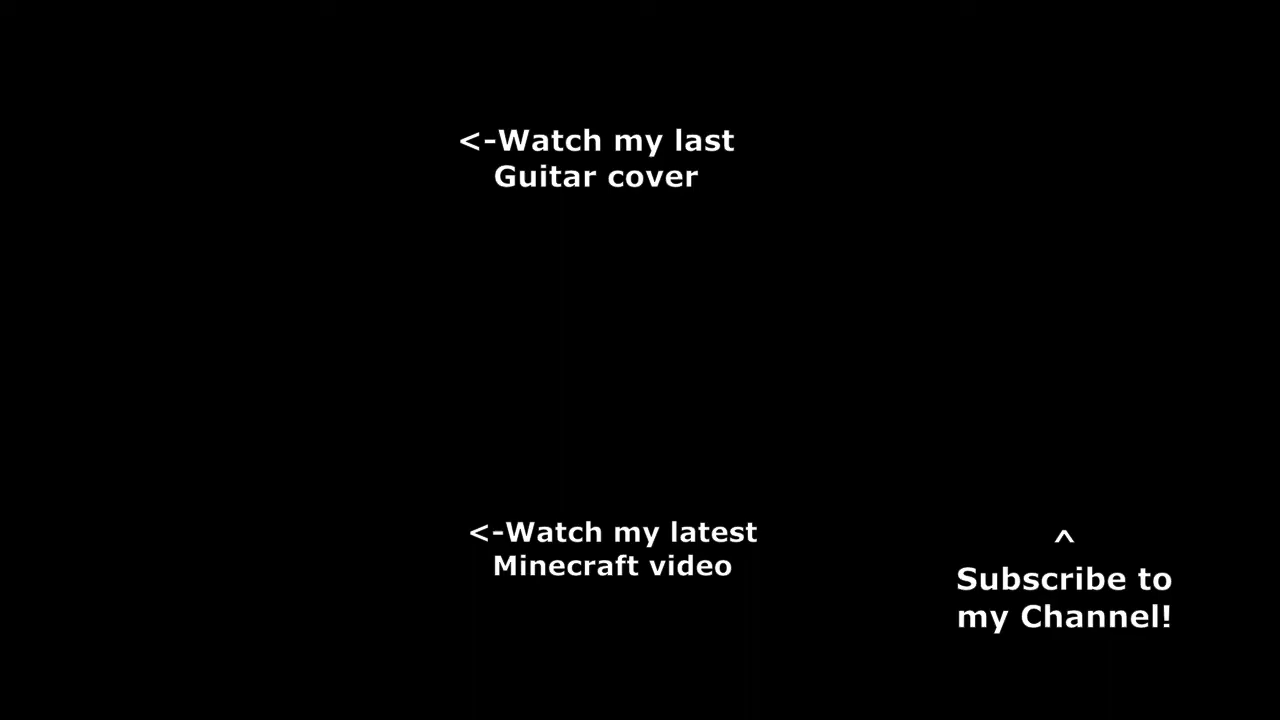 <-Watch my last
Guitar cover
<-Watch my latest
Minecraft video
^
Subscribe to
my Channel!